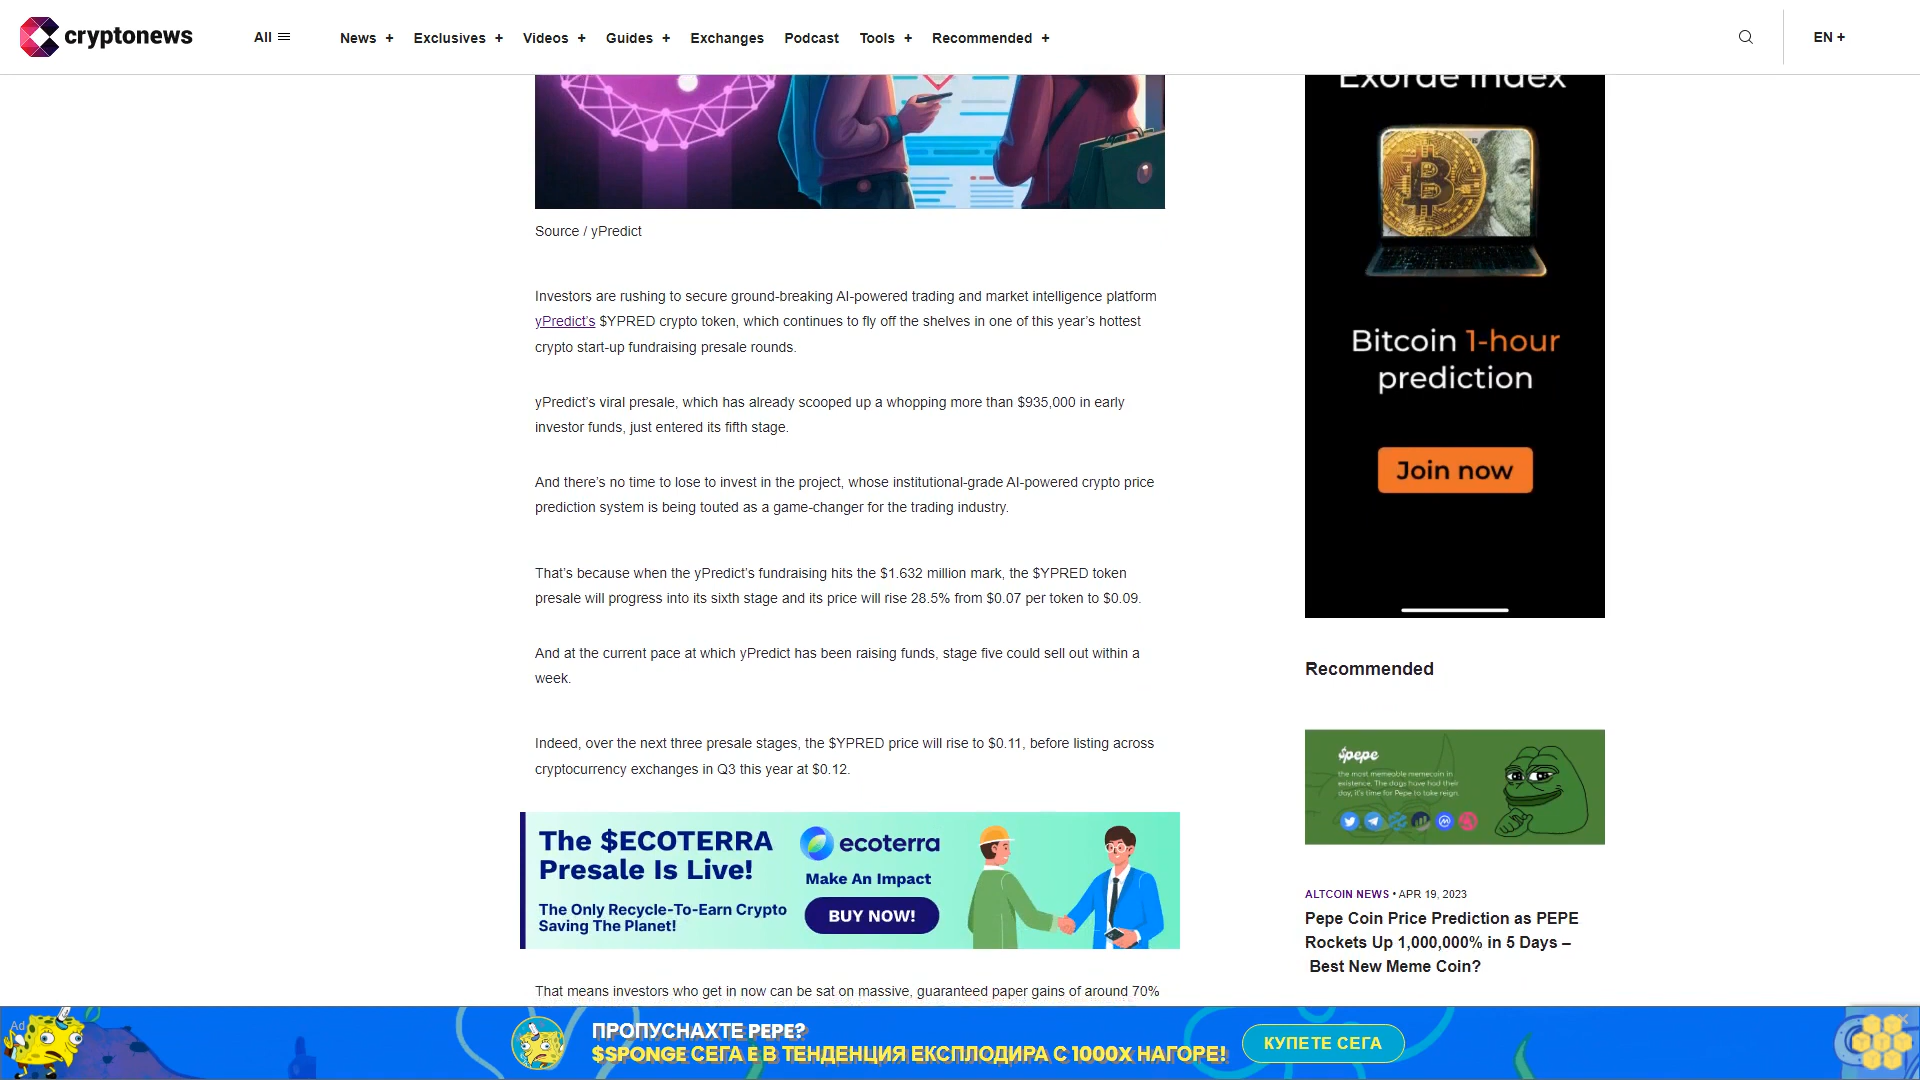 cryptonews
All
News +
Exclusives +
Videos +
Guides +
Exchanges
Podcast
Tools +
Recommended +
EN +
Source / yPredict
Investors are rushing to secure ground-breaking AI-powered trading and market intelligence platform
yPredict’s $YPRED crypto token, which continues to fly off the shelves in one of this year’s hottest
crypto start-up fundraising presale rounds.
yPredict’s viral presale, which has already scooped up a whopping more than $935,000 in early
investor funds, just entered its fifth stage.
And there’s no time to lose to invest in the project, whose institutional-grade AI-powered crypto price
prediction system is being touted as a game-changer for the trading industry.
That’s because when the yPredict’s fundraising hits the $1.632 million mark, the $YPRED token
presale will progress into its sixth stage and its price will rise 28.5% from $0.07 per token to $0.09.
And at the current pace at which yPredict has been raising funds, stage five could sell out within a
week.
Indeed, over the next three presale stages, the $YPRED price will rise to $0.11, before listing across
cryptocurrency exchanges in Q3 this year at $0.12.
The $ECOTERRA
Presale Is Live!
The Only Recycle-To-Earn Crypto
Saving The Planet!
ecoterra
Make An Impact
BUY NOW!
That means investors who get in now can be sat on massive, guaranteed paper gains of around 70%
Exorde Index
Bitcoin 1-hour
prediction
Join now
Recommended
$pepe
the most memeable memecoin in
existence. The dogs have had their
day, it's time for Pepe to take reign.
ALTCOIN NEWS • APR 19, 2023
Pepe Coin Price Prediction as PEPE
Rockets Up 1,000,000% in 5 Days –
Best New Meme Coin?
Ad
ПРОПУСНАХТЕ PEPE?
$SPONGE СЕГА Е В ТЕНДЕНЦИЯ ЕКСПЛОДИРА С 1000X НАГОРЕ!
КУПЕТЕ СЕГА